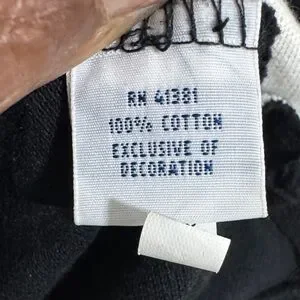 RN 41381
100% COTTON
EXCLUSIVE OF
DECORATION